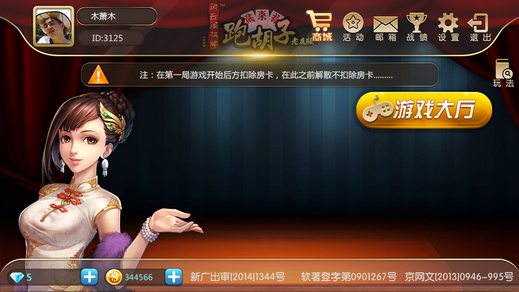 木萧木
ID:3125
跑胡子
商城
活动
邮箱
战绩
设置
退出
注：在第一局游戏开始后方扣除房卡，在此之前解散不扣除房卡.........
玩法
游戏大厅
5
344566
新广出审[2014]1344号
软著登字第0901267号
京网文[2013]0946-995号